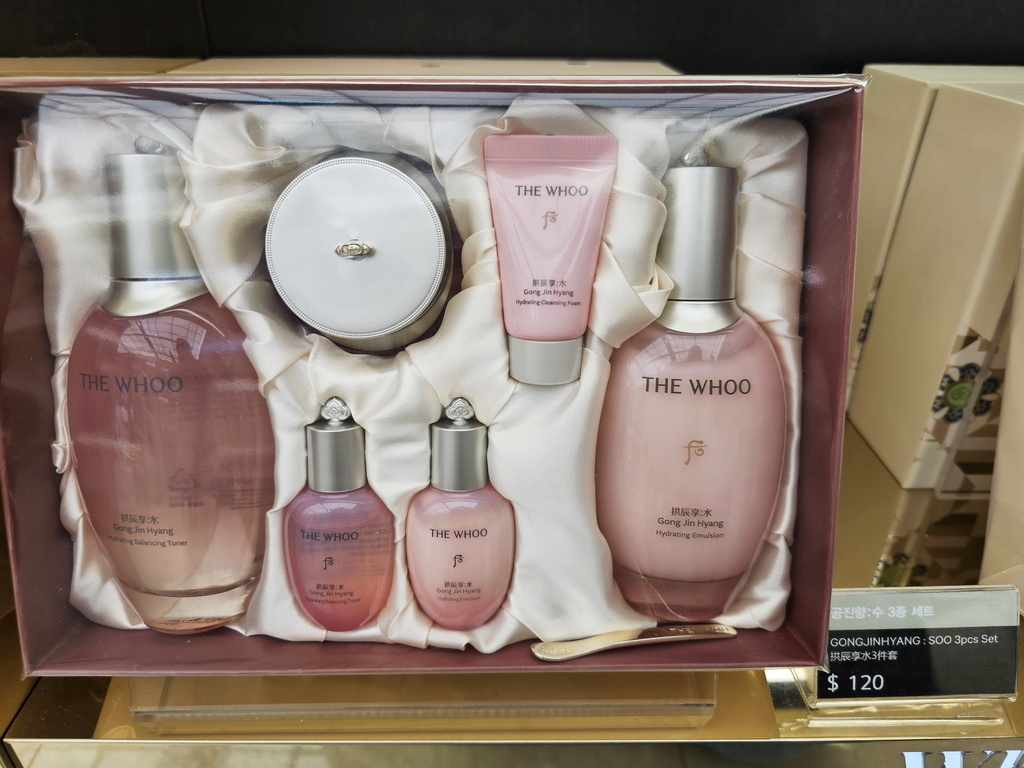 THE WHOO
拱辰享:水
Gong Jin Hyang
Hydrating Balancing Toner
THE WHOO
拱辰享:水
Gong Jin Hyang
Hydrating Balancing Toner
THE WHOO
拱辰享:水
Gong Jin Hyang
Hydrating Emulsion
THE WHOO
拱辰享:水
Gong Jin Hyang
Hydrating Cleansing Foam
THE WHOO
拱辰享:水
Gong Jin Hyang
Hydrating Emulsion
공진향:수 3종 세트
GONGJINHYANG : SOO 3pcs Set
拱辰享水3件套
$ 120